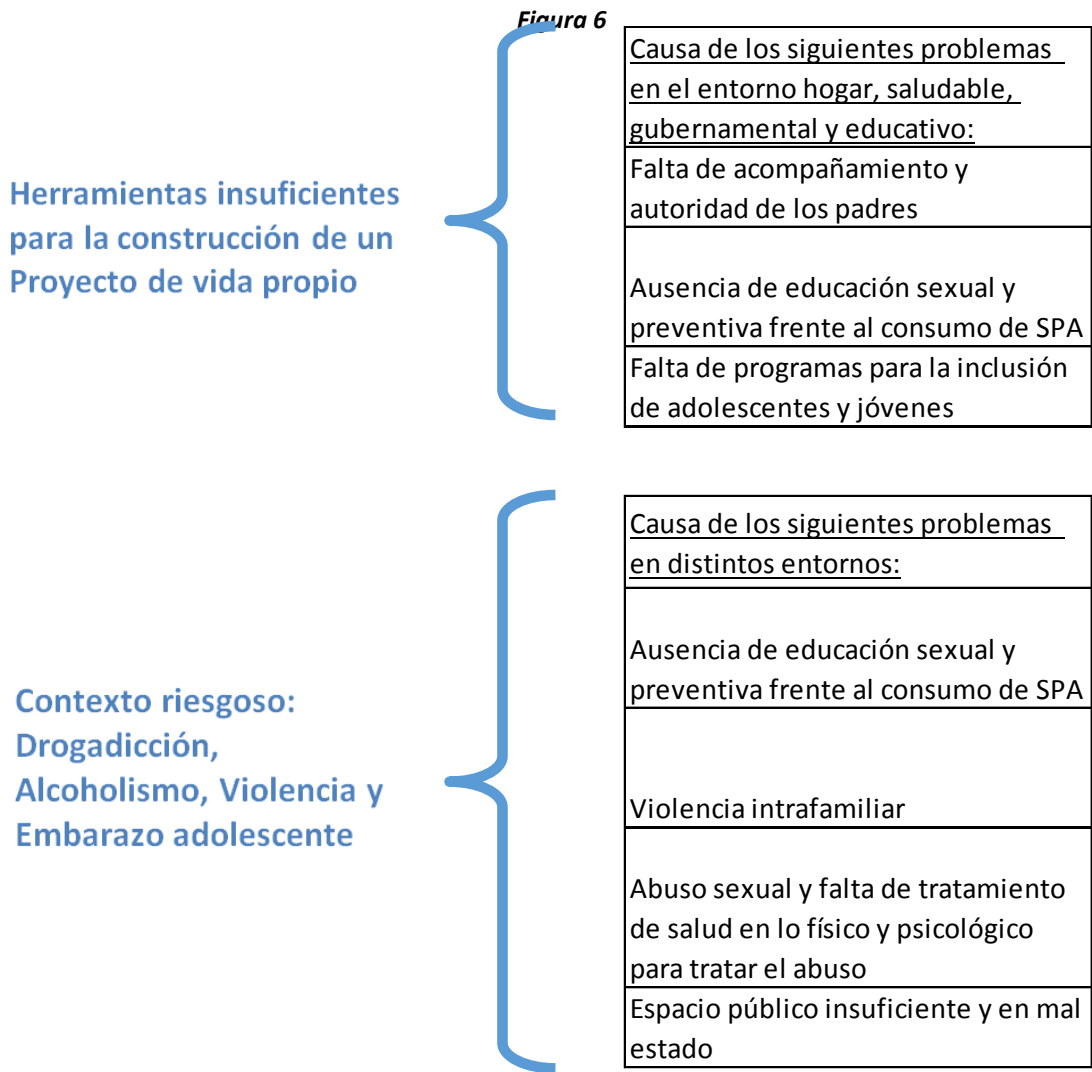 Figura 6
Herramientas insuficientes
para la construcción de un
Proyecto de vida propio
Causa de los siguientes problemas
en el entorno hogar, saludable,
gubernamental y educativo:
Falta de acompañamiento y
autoridad de los padres
Ausencia de educación sexual y
preventiva frente al consumo de SPA
Falta de programas para la inclusión
de adolescentes y jóvenes
Contexto riesgoso:
Drogadicción,
Alcoholismo, Violencia y
Embarazo adolescente
Causa de los siguientes problemas
en distintos entornos:
Ausencia de educación sexual y
preventiva frente al consumo de SPA
Violencia intrafamiliar
Abuso sexual y falta de tratamiento
de salud en lo físico y psicológico
para tratar el abuso
Espacio público insuficiente y en mal
estado